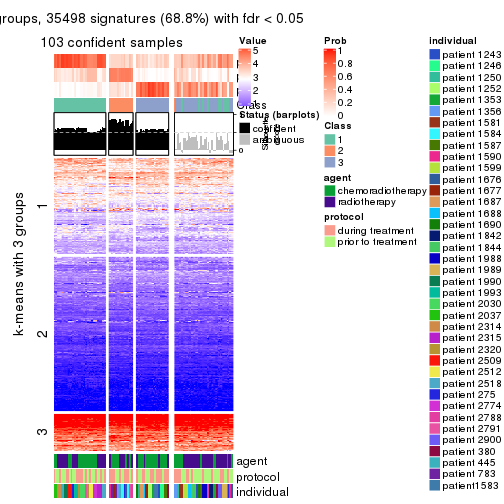 groups, 35498 signatures (68.8%) with fdr < 0.05
103 confident samples
k-means with 3 groups
1
2
3
Class
agent
protocol
individual
Value
5
4
3
2
1
Status (barplots)
confident
ambiguous
0
Prob
1
0.8
0.6
0.4
0.2
0
Class
1
2
3
agent
chemoradiotherapy
radiotherapy
protocol
during treatment
prior to treatment
individual
patient 1243
patient 1246
patient 1250
patient 1252
patient 1353
patient 1356
patient 1581
patient 1584
patient 1587
patient 1590
patient 1599
patient 1676
patient 1677
patient 1687
patient 1688
patient 1690
patient 1842
patient 1844
patient 1988
patient 1989
patient 1990
patient 1993
patient 2037
patient 2314
patient 2315
patient 2320
patient 2509
patient 2512
patient 2518
patient 275
patient 2774
patient 2788
patient 2791
patient 2900
patient 380
patient 445
patient 783
patient1583